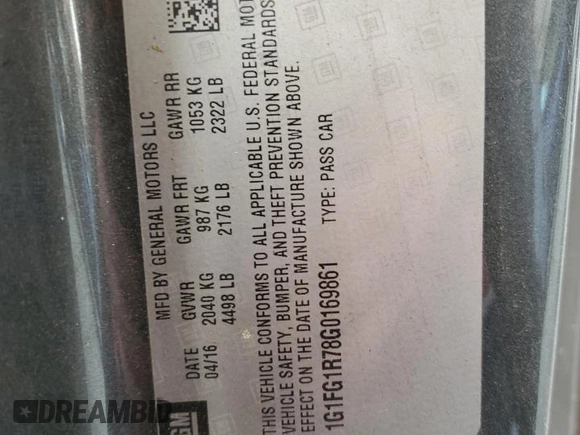 GM
MFD BY GENERAL MOTORS LLC
DATE GVWR GAWR FRT GAWR RR
04/16 2040 KG 987 KG 1053 KG
4498 LB 2176 LB 2322 LB
THIS VEHICLE CONFORMS TO ALL APPLICABLE U.S. FEDERAL MOT
VEHICLE SAFETY, BUMPER, AND THEFT PREVENTION STANDARDS
EFFECT ON THE DATE OF MANUFACTURE SHOWN ABOVE.
1G1FG1R78G0169861 TYPE: PASS CAR
DREAMBID